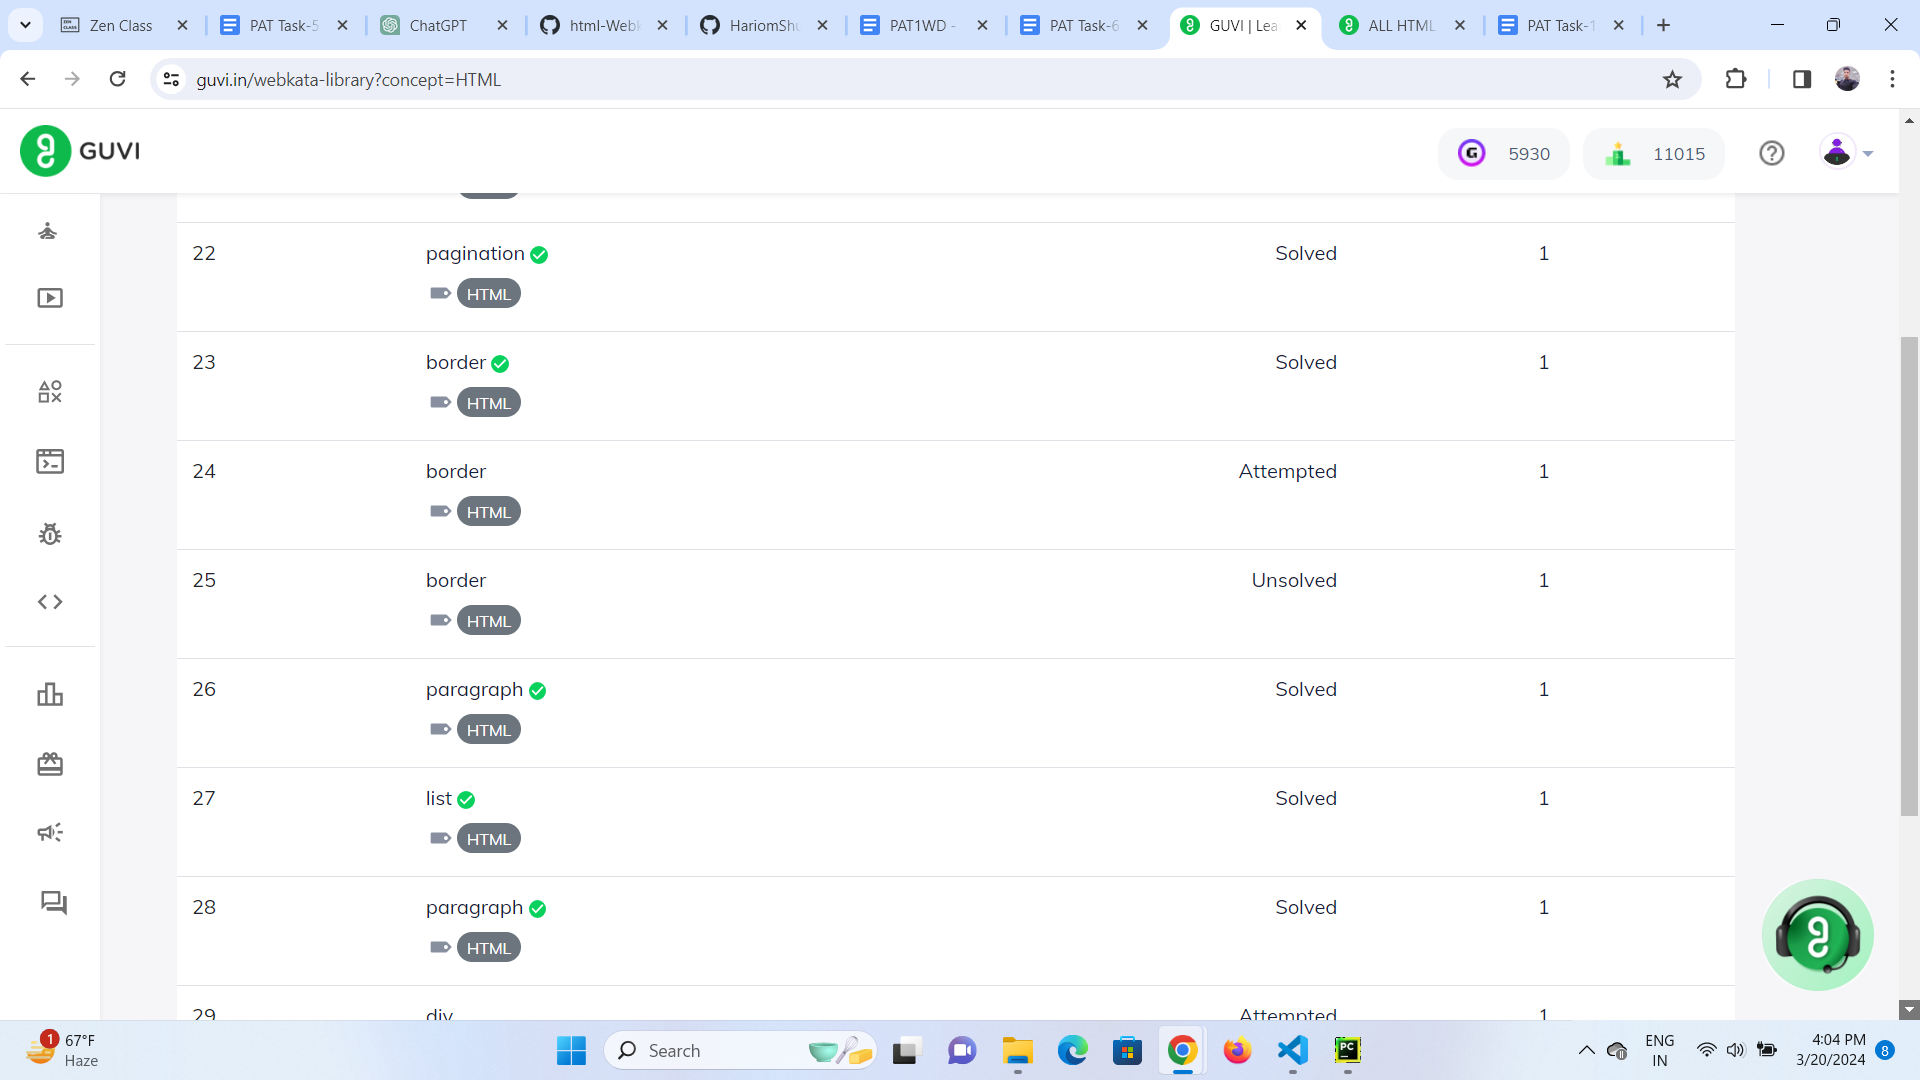 Zen Class
PAT Task-5
ChatGPT
html-Webk
HariomShu
PAT1WD -
PAT Task-6
GUVI | Lea
ALL HTML
PAT Task-1
guvi.in/webkata-library?concept=HTML
GUVI
5930
11015
22 pagination Solved 1
HTML
23 border Solved 1
HTML
24 border Attempted 1
HTML
25 border Unsolved 1
HTML
26 paragraph Solved 1
HTML
27 list Solved 1
HTML
28 paragraph Solved 1
HTML
29 div Attempted 1
1
67°F
Haze
Search
PC
ENG
IN
4:04 PM
3/20/2024
8